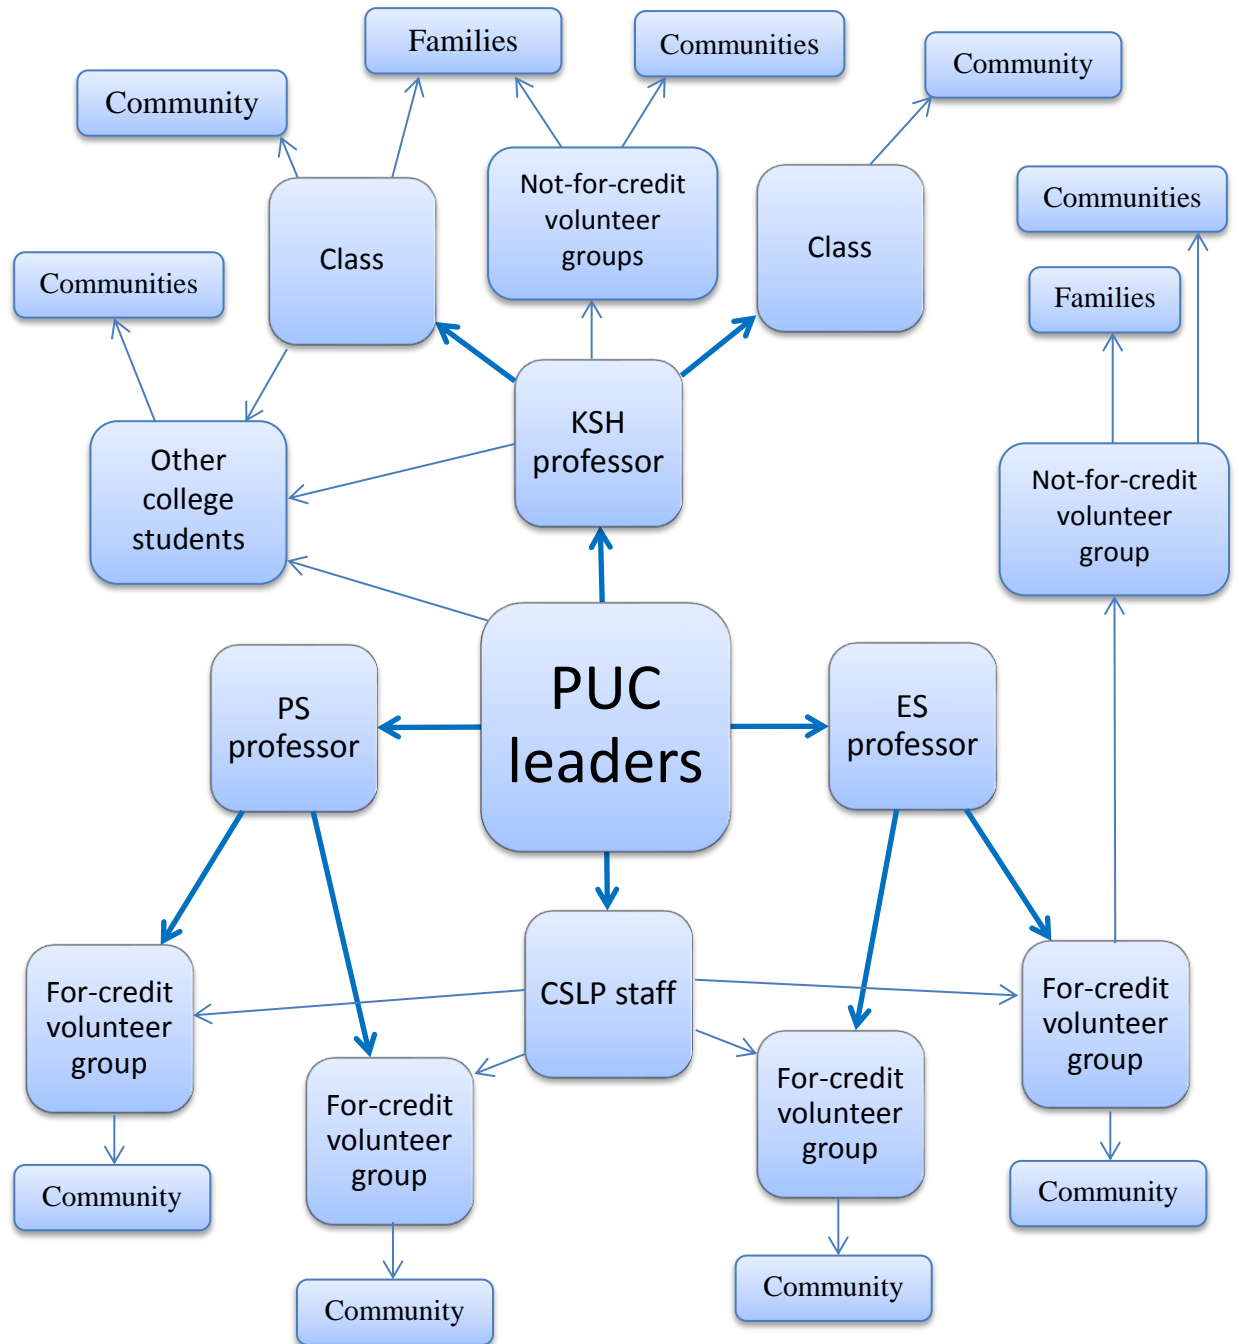 Families
Communities
Community
Community
Not-for-credit
volunteer
groups
Class
Class
Communities
Communities
Families
KSH
professor
Other
college
students
Not-for-credit
volunteer
group
PUC
leaders
PS
professor
ES
professor
CSLP staff
For-credit
volunteer
group
For-credit
volunteer
group
For-credit
volunteer
group
For-credit
volunteer
group
Community
Community
Community
Community